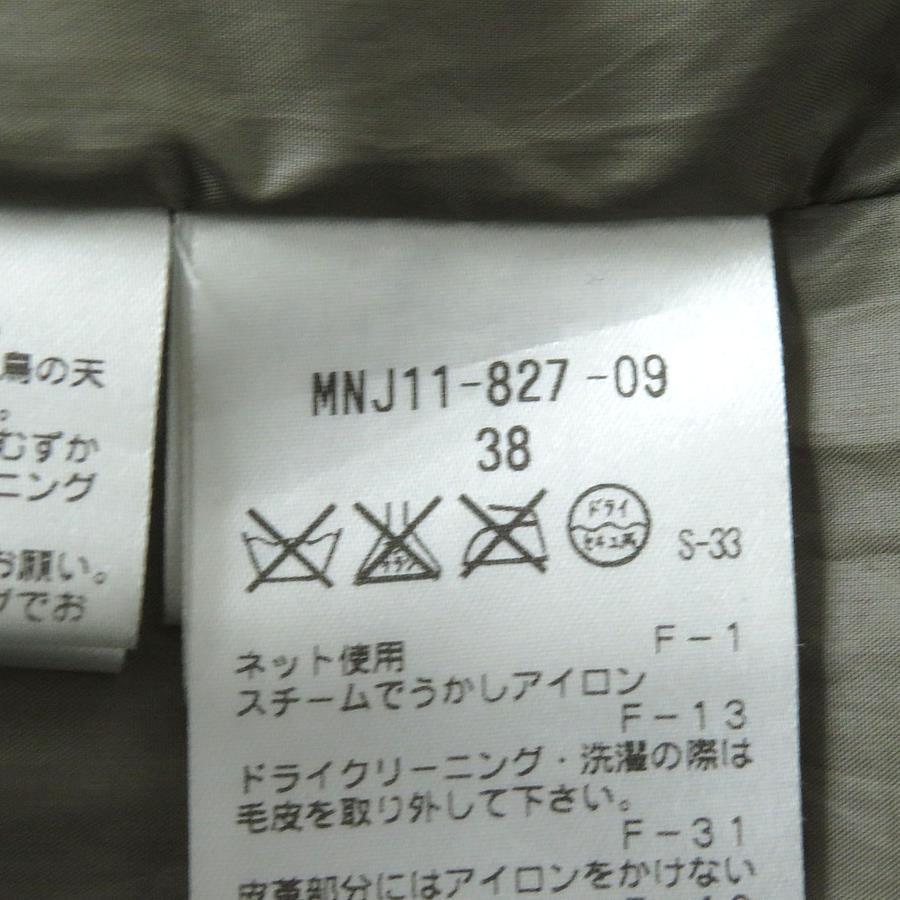 鳥の天
。
むずか
ニング
お願い。
グでお
MNJ11-827-09
38
ドライ
セキユ系
S-33
F-1
ネット使用
スチームでうかしアイロン
F-13
ドライクリーニング・洗濯の際は
毛皮を取り外して下さい。
F-31
皮革部分にはアイロンをかけない